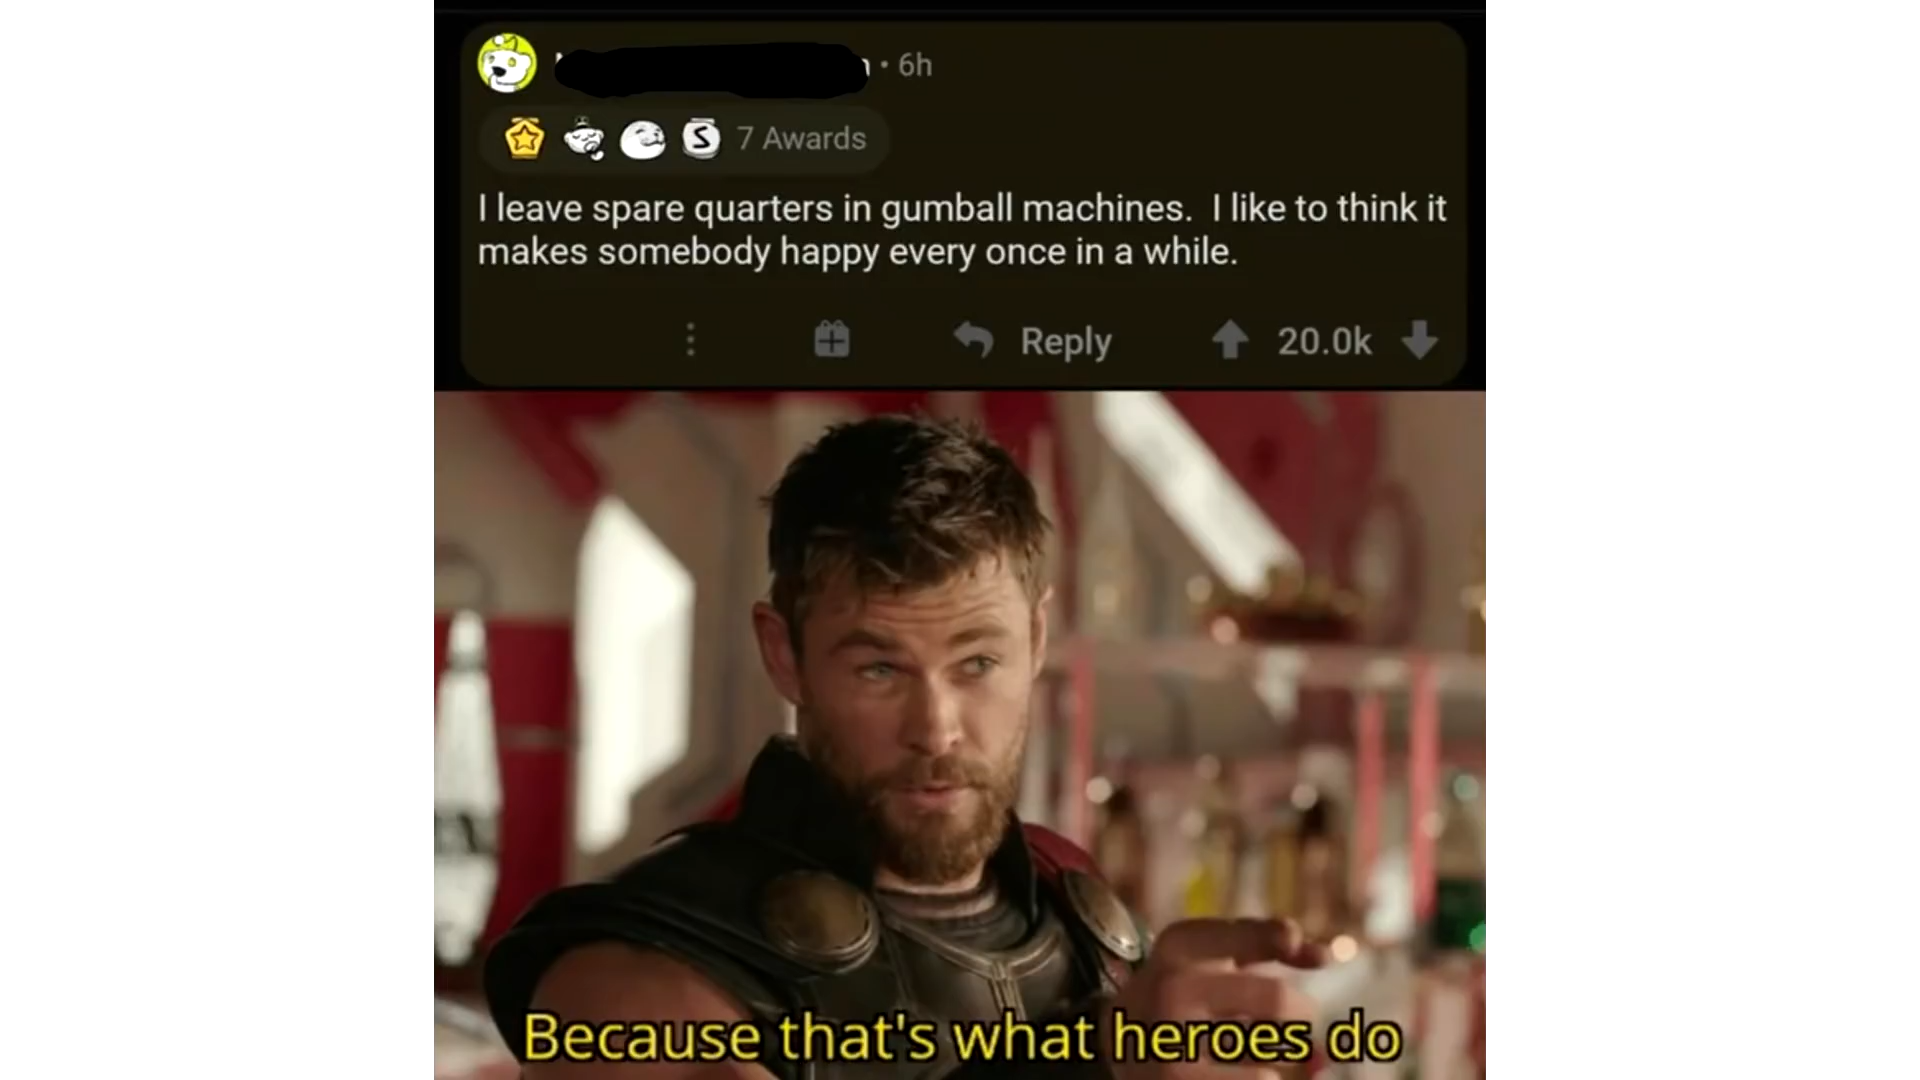 • 6h
S 7 Awards
I leave spare quarters in gumball machines. I like to think it
makes somebody happy every once in a while.
Reply 20.0k
Because that's what heroes do